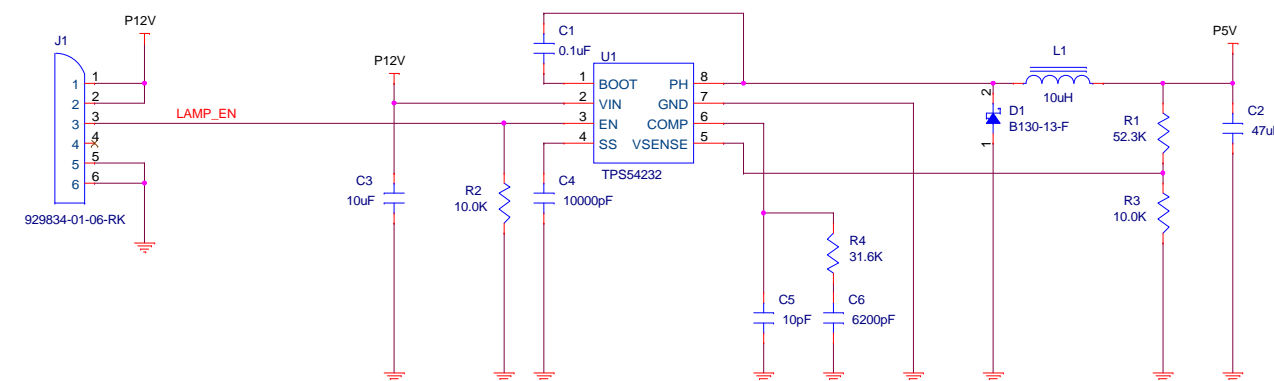 P12V
J1
1
2
3
4
5
6
1
2
3
4
5
6
929834-01-06-RK
LAMP_EN
P12V
C3
10uF
R2
10.0K
C1
0.1uF
U1
1
2
3
4
BOOT
VIN
EN
SS
PH
GND
COMP
VSENSE
8
7
6
5
TPS54232
C4
10000pF
R4
31.6K
C5
10pF
C6
6200pF
2
D1
B130-13-F
1
L1
10uH
P5V
R1
52.3K
R3
10.0K
C2